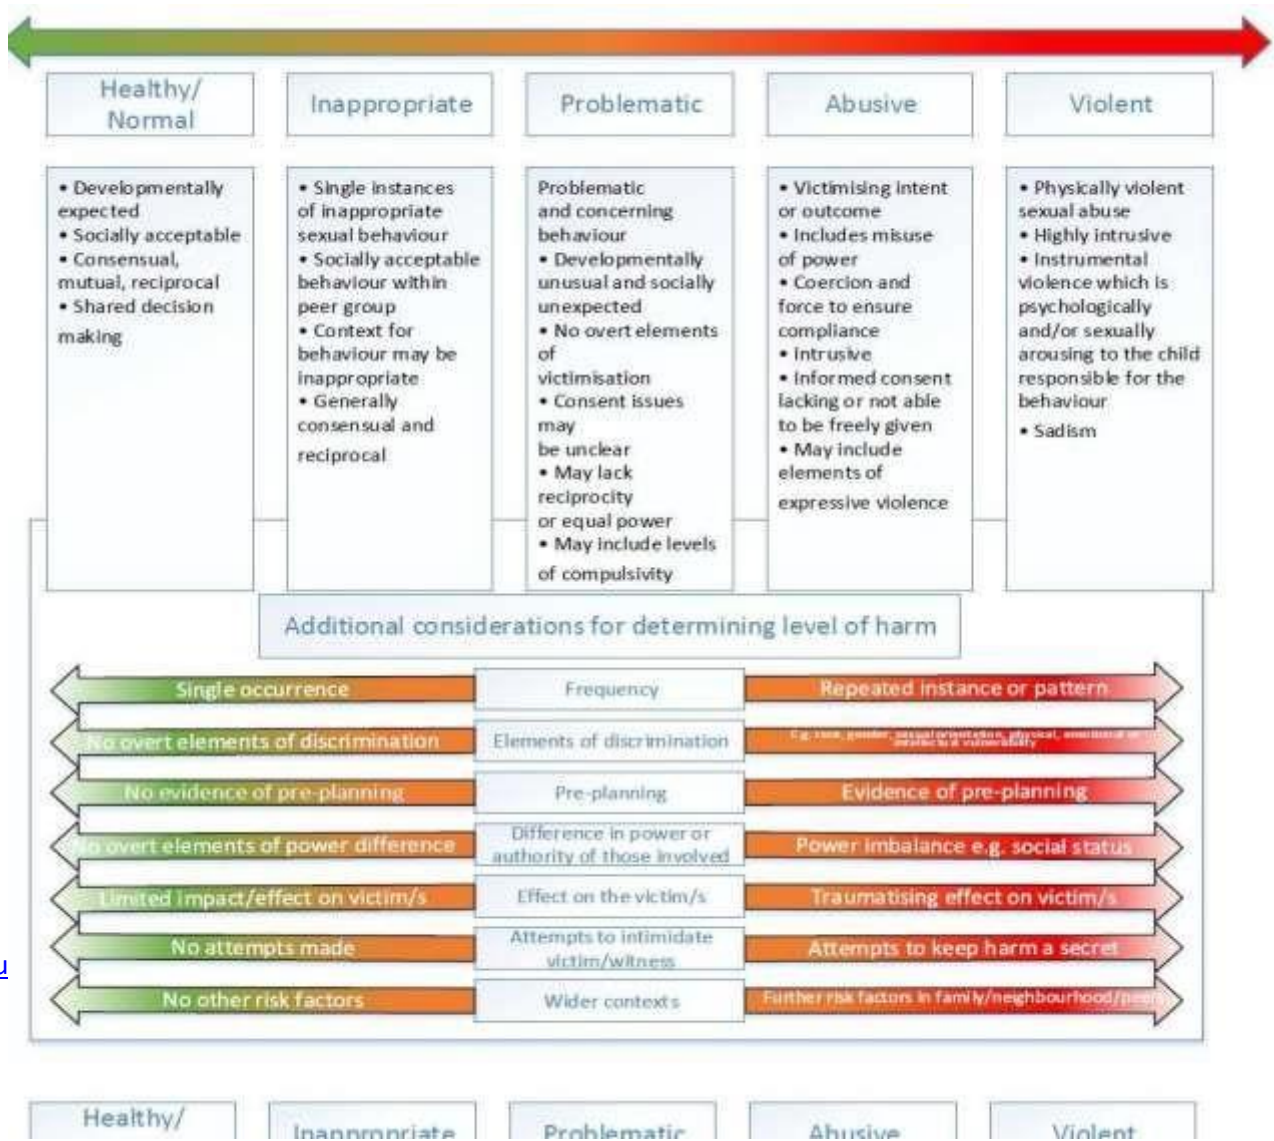 Healthy/
Normal
Inappropriate
Problematic
Abusive
Violent
• Developmentally
expected
• Socially acceptable
• Consensual,
mutual, reciprocal
• Shared decision
making
• Single instances
of inappropriate
sexual behaviour
• Socially acceptable
behaviour within
peer group
• Context for
behaviour may be
inappropriate
• Generally
consensual and
reciprocal
Problematic
and concerning
behaviour
• Developmentally
unusual and socially
unexpected
• No overt elements
of
victimisation
• Consent issues
may
be unclear
• May lack
reciprocity
or equal power
• May include levels
of compulsivity
• Victimising intent
or outcome
• Includes misuse
of power
• Coercion and
force to ensure
compliance
• Intrusive
• Informed consent
lacking or not able
to be freely given
• May include
elements of
expressive violence
• Physically violent
sexual abuse
• Highly intrusive
• Instrumental
violence which is
psychologically
and/or sexually
arousing to the child
responsible for the
behaviour
• Sadism
Additional considerations for determining level of harm
Single occurrence
Frequency
Repeated instance or pattern
No overt elements of discrimination
Elements of discrimination
E.g. race, gender, sexual orientation, physical, emotional or
intellectual vulnerability
No evidence of pre-planning
Pre-planning
Evidence of pre-planning
No overt elements of power difference
Difference in power or
authority of those involved
Power imbalance e.g. social status
Limited impact/effect on victim/s
Effect on the victim/s
Traumatising effect on victim/s
No attempts made
Attempts to intimidate
victim/witness
Attempts to keep harm a secret
u
No other risk factors
Wider contexts
Further risk factors in family/neighbourhood/peers
Healthy/
Inappropriate
Problematic
Abusive
Violent